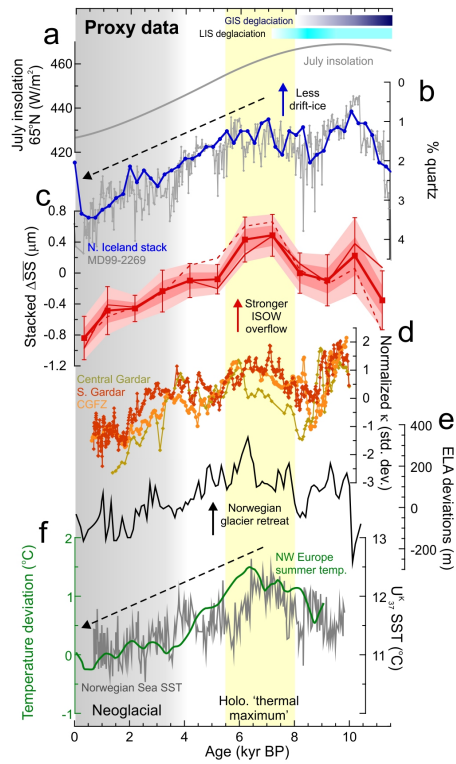 GIS deglaciation
LIS deglaciation
a
Proxy data
460
440
420
July insolation
65°N (W/m²)
July insolation
Less
drift-ice
b
0
1
2
3
4
% quartz
N. Iceland stack
MD99-2269
c
0.8
0.4
0
-0.4
-0.8
-1.2
Stacked ΔSS (μm)
Stronger
ISOW
overflow
d
2
1
0
-1
-2
-3
Normalized κ (std. dev.)
Central Gardar
S. Gardar
CGFZ
e
400
200
0
-200
ELA deviations (m)
Norwegian
glacier retreat
f
2
1
0
-1
Temperature deviation (°C)
NW Europe
summer temp.
13
12
11
Uᴷ₃₇ SST (°C)
Norwegian Sea SST
Neoglacial
Holo. 'thermal
maximum'
0 2 4 6 8 10
Age (kyr BP)